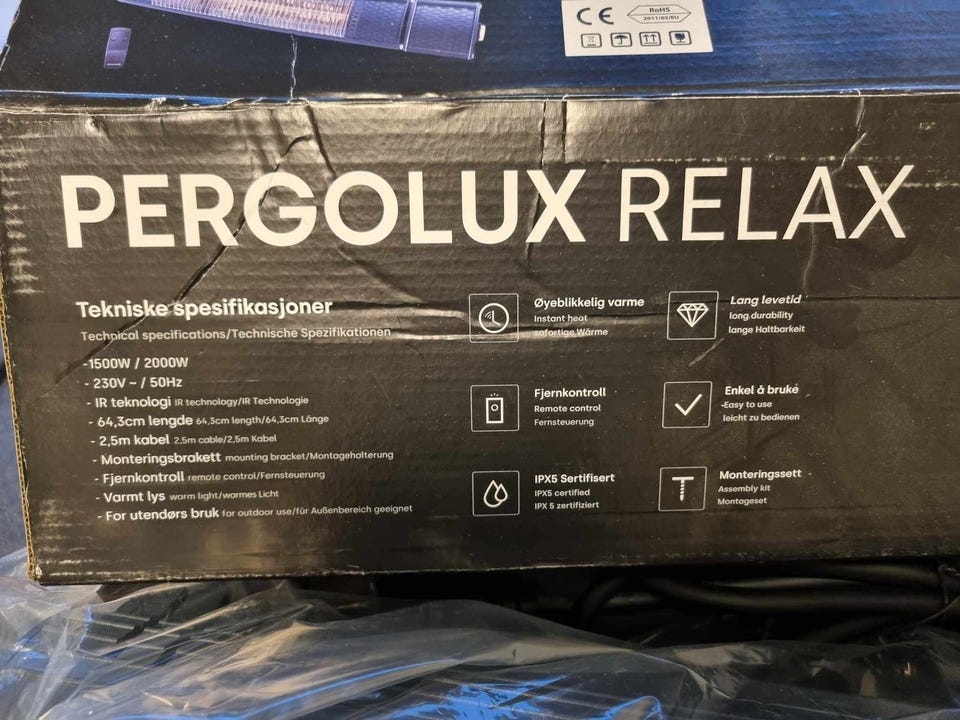 CE
RoHS
2011/65/EU
PERGOLUX RELAX
Tekniske spesifikasjoner
Technical specifications/Technische Spezifikationen
-1500W / 2000W
- 230V ~ / 50Hz
- IR teknologi IR technology/IR Technologie
- 64,3cm lengde 64,3cm length/64,3cm Länge
- 2,5m kabel 2,5m cable/2,5m Kabel
- Monteringsbrakett mounting bracket/Montagehalterung
- Fjernkontroll remote control/Fernsteuerung
- Varmt lys warm light/warmes Licht
- For utendørs bruk for outdoor use/für Außenbereich geeignet
Øyeblikkelig varme
Instant heat
sofortige Wärme
Lang levetid
long durability
lange Haltbarkeit
Fjernkontroll
Remote control
Fernsteuerung
Enkel å bruke
Easy to use
leicht zu bedienen
IPX5 Sertifisert
IPX5 certified
IPX 5 zertifiziert
Monteringssett
Assembly kit
Montageset